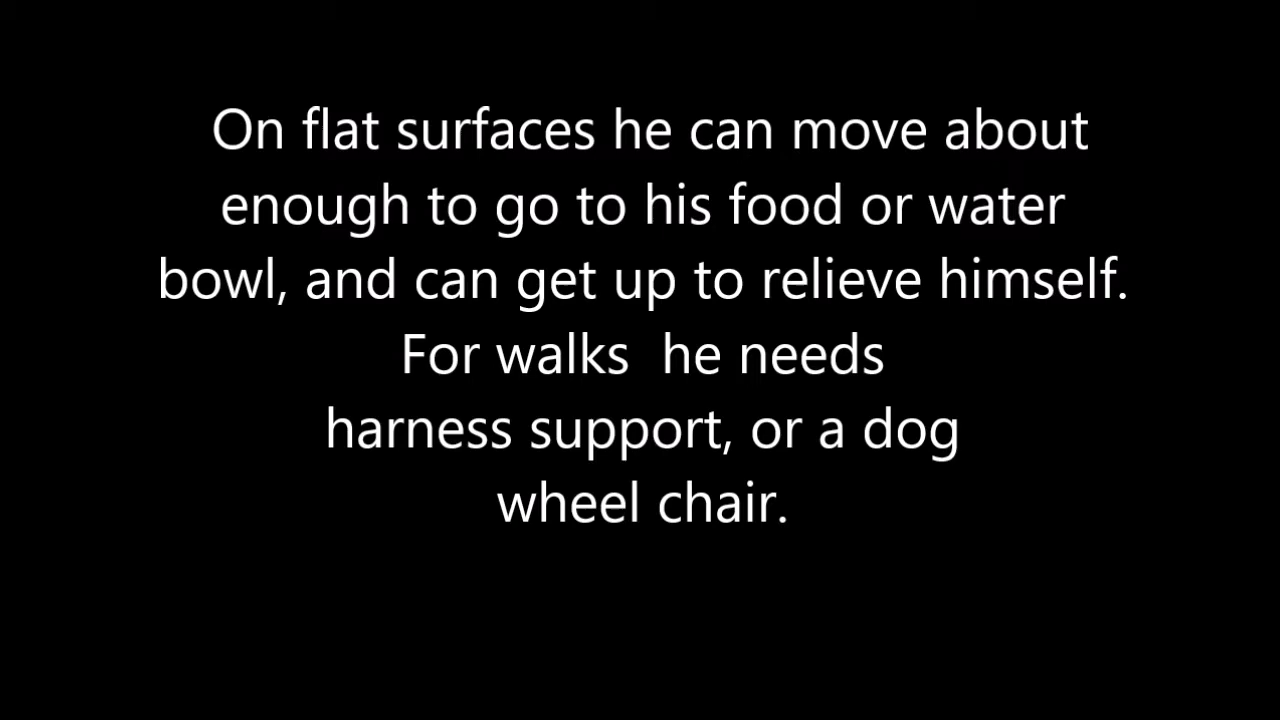 On flat surfaces he can move about
enough to go to his food or water
bowl, and can get up to relieve himself.
For walks  he needs
harness support, or a dog
wheel chair.